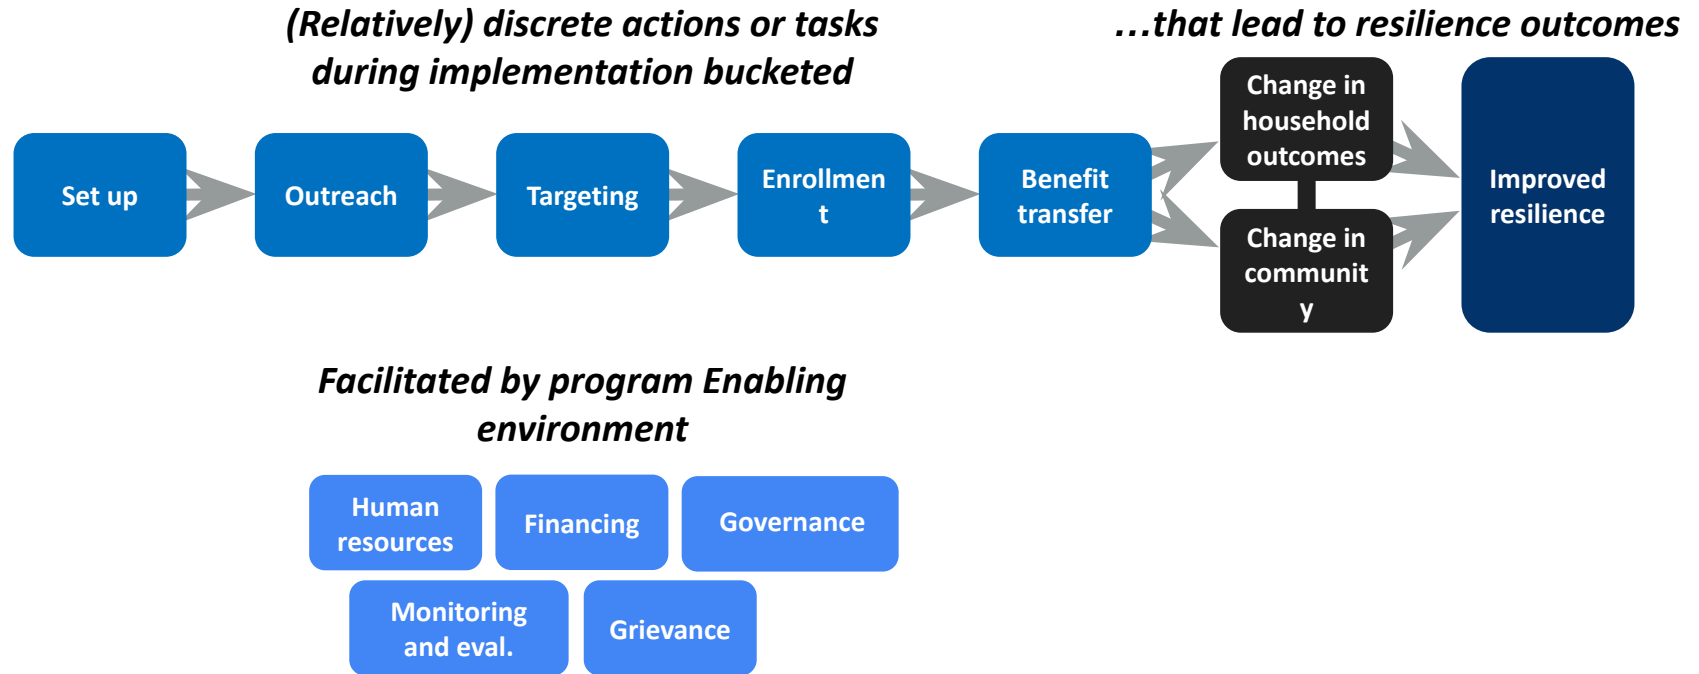 (Relatively) discrete actions or tasks
during implementation bucketed
...that lead to resilience outcomes
Set up
Outreach
Targeting
Enrollmen
t
Benefit
transfer
Change in
household
outcomes
Change in
communit
y
Improved
resilience
Facilitated by program Enabling
environment
Human
resources
Financing
Governance
Monitoring
and eval.
Grievance